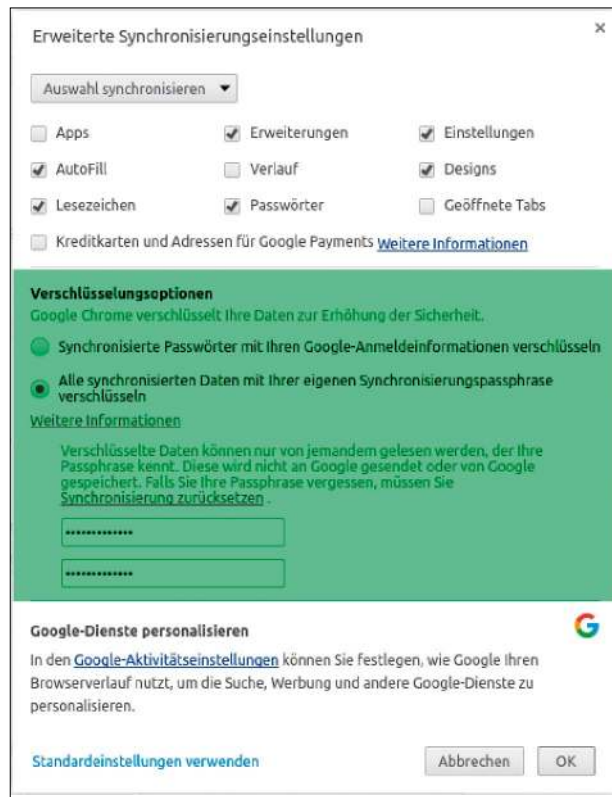 Erweiterte Synchronisierungseinstellungen
Auswahl synchronisieren
Apps
Erweiterungen
Einstellungen
AutoFill
Verlauf
Designs
Lesezeichen
Passwörter
Geöffnete Tabs
Kreditkarten und Adressen für Google Payments Weitere Informationen
Verschlüsselungsoptionen
Google Chrome verschlüsselt Ihre Daten zur Erhöhung der Sicherheit.
Synchronisierte Passwörter mit Ihren Google-Anmeldeinformationen verschlüsseln
Alle synchronisierten Daten mit Ihrer eigenen Synchronisierungspassphrase
verschlüsseln
Weitere Informationen
Verschlüsselte Daten können nur von jemandem gelesen werden, der Ihre
Passphrase kennt. Diese wird nicht an Google gesendet oder von Google
gespeichert. Falls Sie Ihre Passphrase vergessen, müssen Sie
Synchronisierung zurücksetzen .
•••••••••••••
•••••••••••••
Google-Dienste personalisieren
G
In den Google-Aktivitätseinstellungen können Sie festlegen, wie Google Ihren
Browserverlauf nutzt, um die Suche, Werbung und andere Google-Dienste zu
personalisieren.
Standardeinstellungen verwenden
Abbrechen
OK